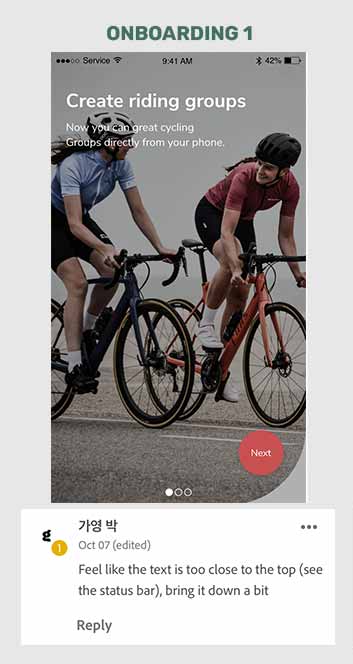 ONBOARDING 1
Service 9:41 AM 42%
Create riding groups
Now you can great cycling
Groups directly from your phone.
Next
g
1
가영 박
Oct 07 (edited)
Feel like the text is too close to the top (see
the status bar), bring it down a bit
Reply